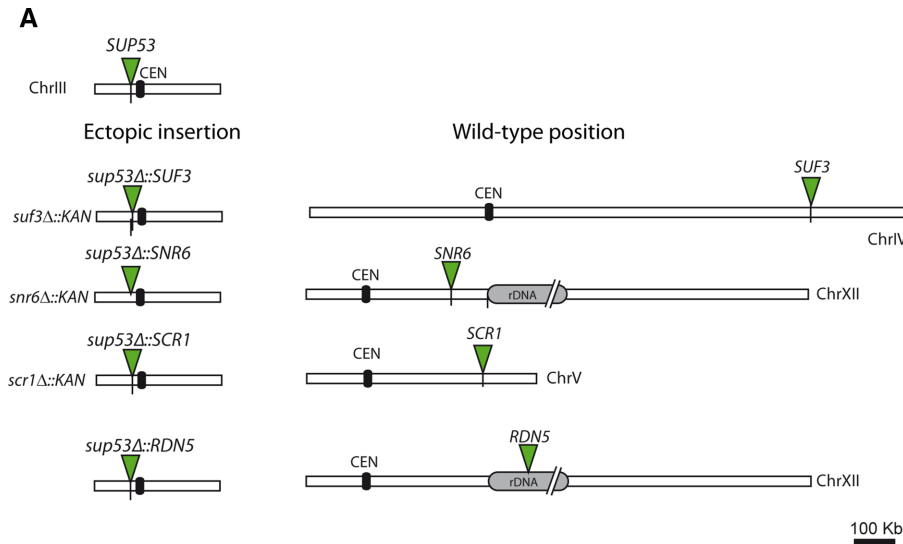 A
SUP53
CEN
ChrIII
Ectopic insertion
Wild-type position
sup53Δ::SUF3
SUF3
CEN
suf3Δ::KAN
ChrIV
sup53Δ::SNR6
SNR6
CEN
snr6Δ::KAN
rDNA
ChrXII
sup53Δ::SCR1
SCR1
CEN
scr1Δ::KAN
ChrV
sup53Δ::RDN5
RDN5
CEN
rDNA
ChrXII
100 Kb